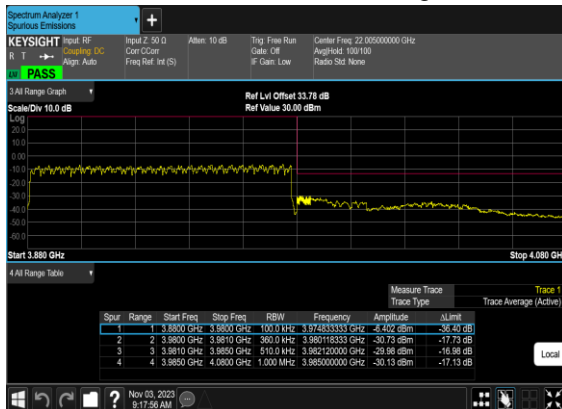 Spectrum Analyzer 1
Spurious Emissions
+
KEYSIGHT Input: RF Input Z: 50 Ω Atten: 10 dB Trig: Free Run Center Freq: 22.005000000 GHz
R T Coupling: DC Corr CCorr Gate: Off Avg|Hold: 100/100
Align: Auto Freq Ref: Int (S) IF Gain: Low Radio Std: None
PASS
3 All Range Graph
Ref Lvl Offset 33.78 dB
Scale/Div 10.0 dB Ref Value 30.00 dBm
Log
20.0
10.0
0.00
-10.0
-20.0
-30.0
-40.0
-50.0
-60.0
Start 3.880 GHz Stop 4.080 GH
4 All Range Table
Measure Trace Trace 1
Trace Type Trace Average (Active)
Spur Range Start Freq Stop Freq RBW Frequency Amplitude ΔLimit
1 1 3.8800 GHz 3.9800 GHz 100.0 kHz 3.974833333 GHz -6.402 dBm -36.40 dB
2 2 3.9800 GHz 3.9810 GHz 360.0 kHz 3.980118333 GHz -30.73 dBm -17.73 dB
3 3 3.9810 GHz 3.9850 GHz 510.0 kHz 3.982120000 GHz -29.98 dBm -16.98 dB
4 4 3.9850 GHz 4.0800 GHz 1.000 MHz 3.985000000 GHz -30.13 dBm -17.13 dB
Local
? Nov 03, 2023
9:17:56 AM